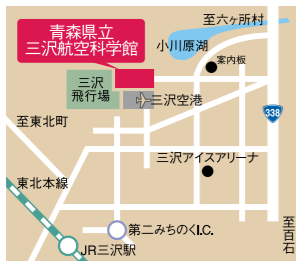 至六ヶ所村
青森県立
三沢航空科学館
小川原湖
案内板
三沢
飛行場
三沢空港
338
至東北町
三沢アイスアリーナ
東北本線
第二みちのくI.C.
至百石
JR三沢駅